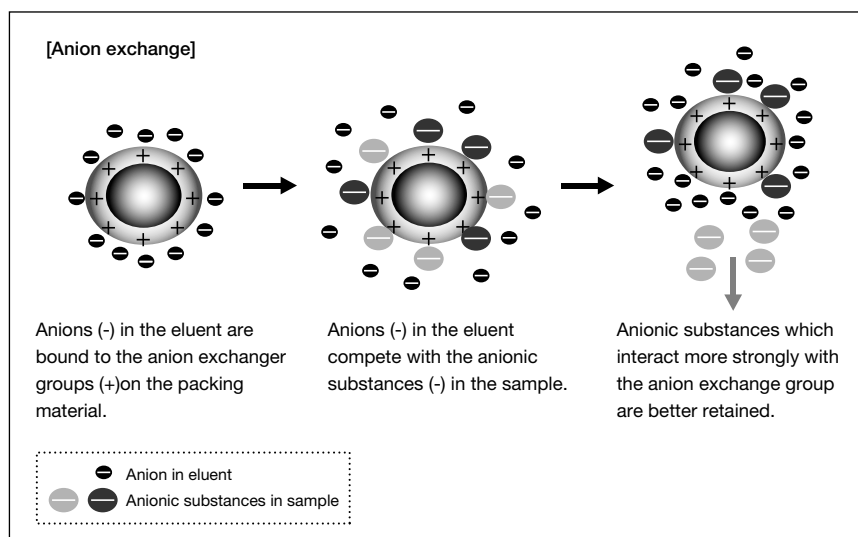 [Anion exchange]
Anions (-) in the eluent are
bound to the anion exchanger
groups (+)on the packing
material.
Anions (-) in the eluent
compete with the anionic
substances (-) in the sample.
Anionic substances which
interact more strongly with
the anion exchange group
are better retained.
Anion in eluent
Anionic substances in sample